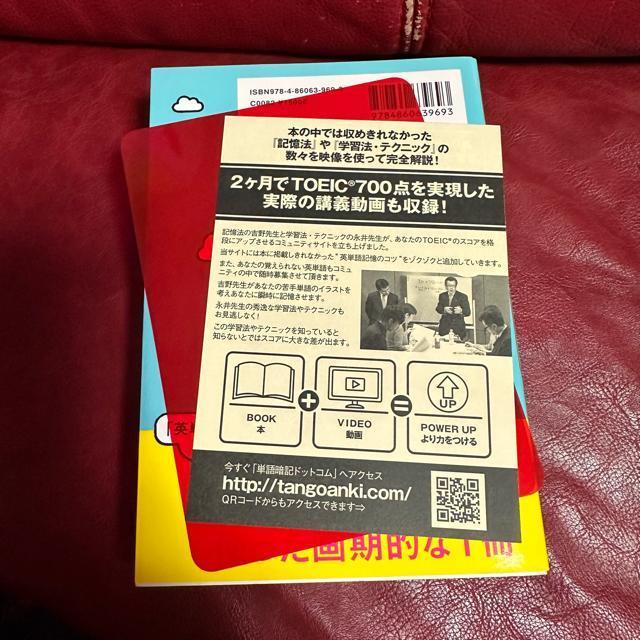 ISBN978-4-86063-969-3
C0082
9784860639693
本の中では収めきれなかった
『記憶法』や『学習法・テクニック』の
数々を映像を使って完全解説！
2ヶ月でTOEIC®700点を実現した
実際の講義動画も収録！
記憶法の吉野先生と学習法・テクニックの永井先生が、あなたのTOEIC®のスコアを格
段にアップさせるコミュニティサイトを立ち上げました。
当サイトには本に掲載しきれなかった"英単語記憶のコツ"をゾクゾクと追加していきます。
また、あなたの覚えられない英単語もコミュ
ニティの中で随時募集させて頂きます。
吉野先生があなたの苦手単語のイラストを
考えあなたに瞬時に記憶させます。
永井先生の秀逸な学習法やテクニックも
お見逃しなく！
この学習法やテクニックを知っていると
知らないとではスコアに大きな差が出ます。
BOOK
本
+
VIDEO
動画
=
UP
POWER UP
より力をつける
今すぐ「単語暗記ドットコム」へアクセス
http://tangoanki.com/
QRコードからもアクセスできます⇒
「英単
た画期的な1冊